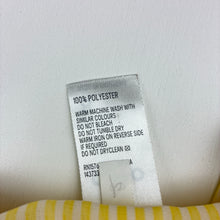 100% POLYESTER
WARM MACHINE WASH WITH
SIMILAR COLOURS
DO NOT BLEACH
DO NOT TUMBLE DRY
WARM IRON ON REVERSE
IF REQUIRED
DO NOT DRYCLEAN